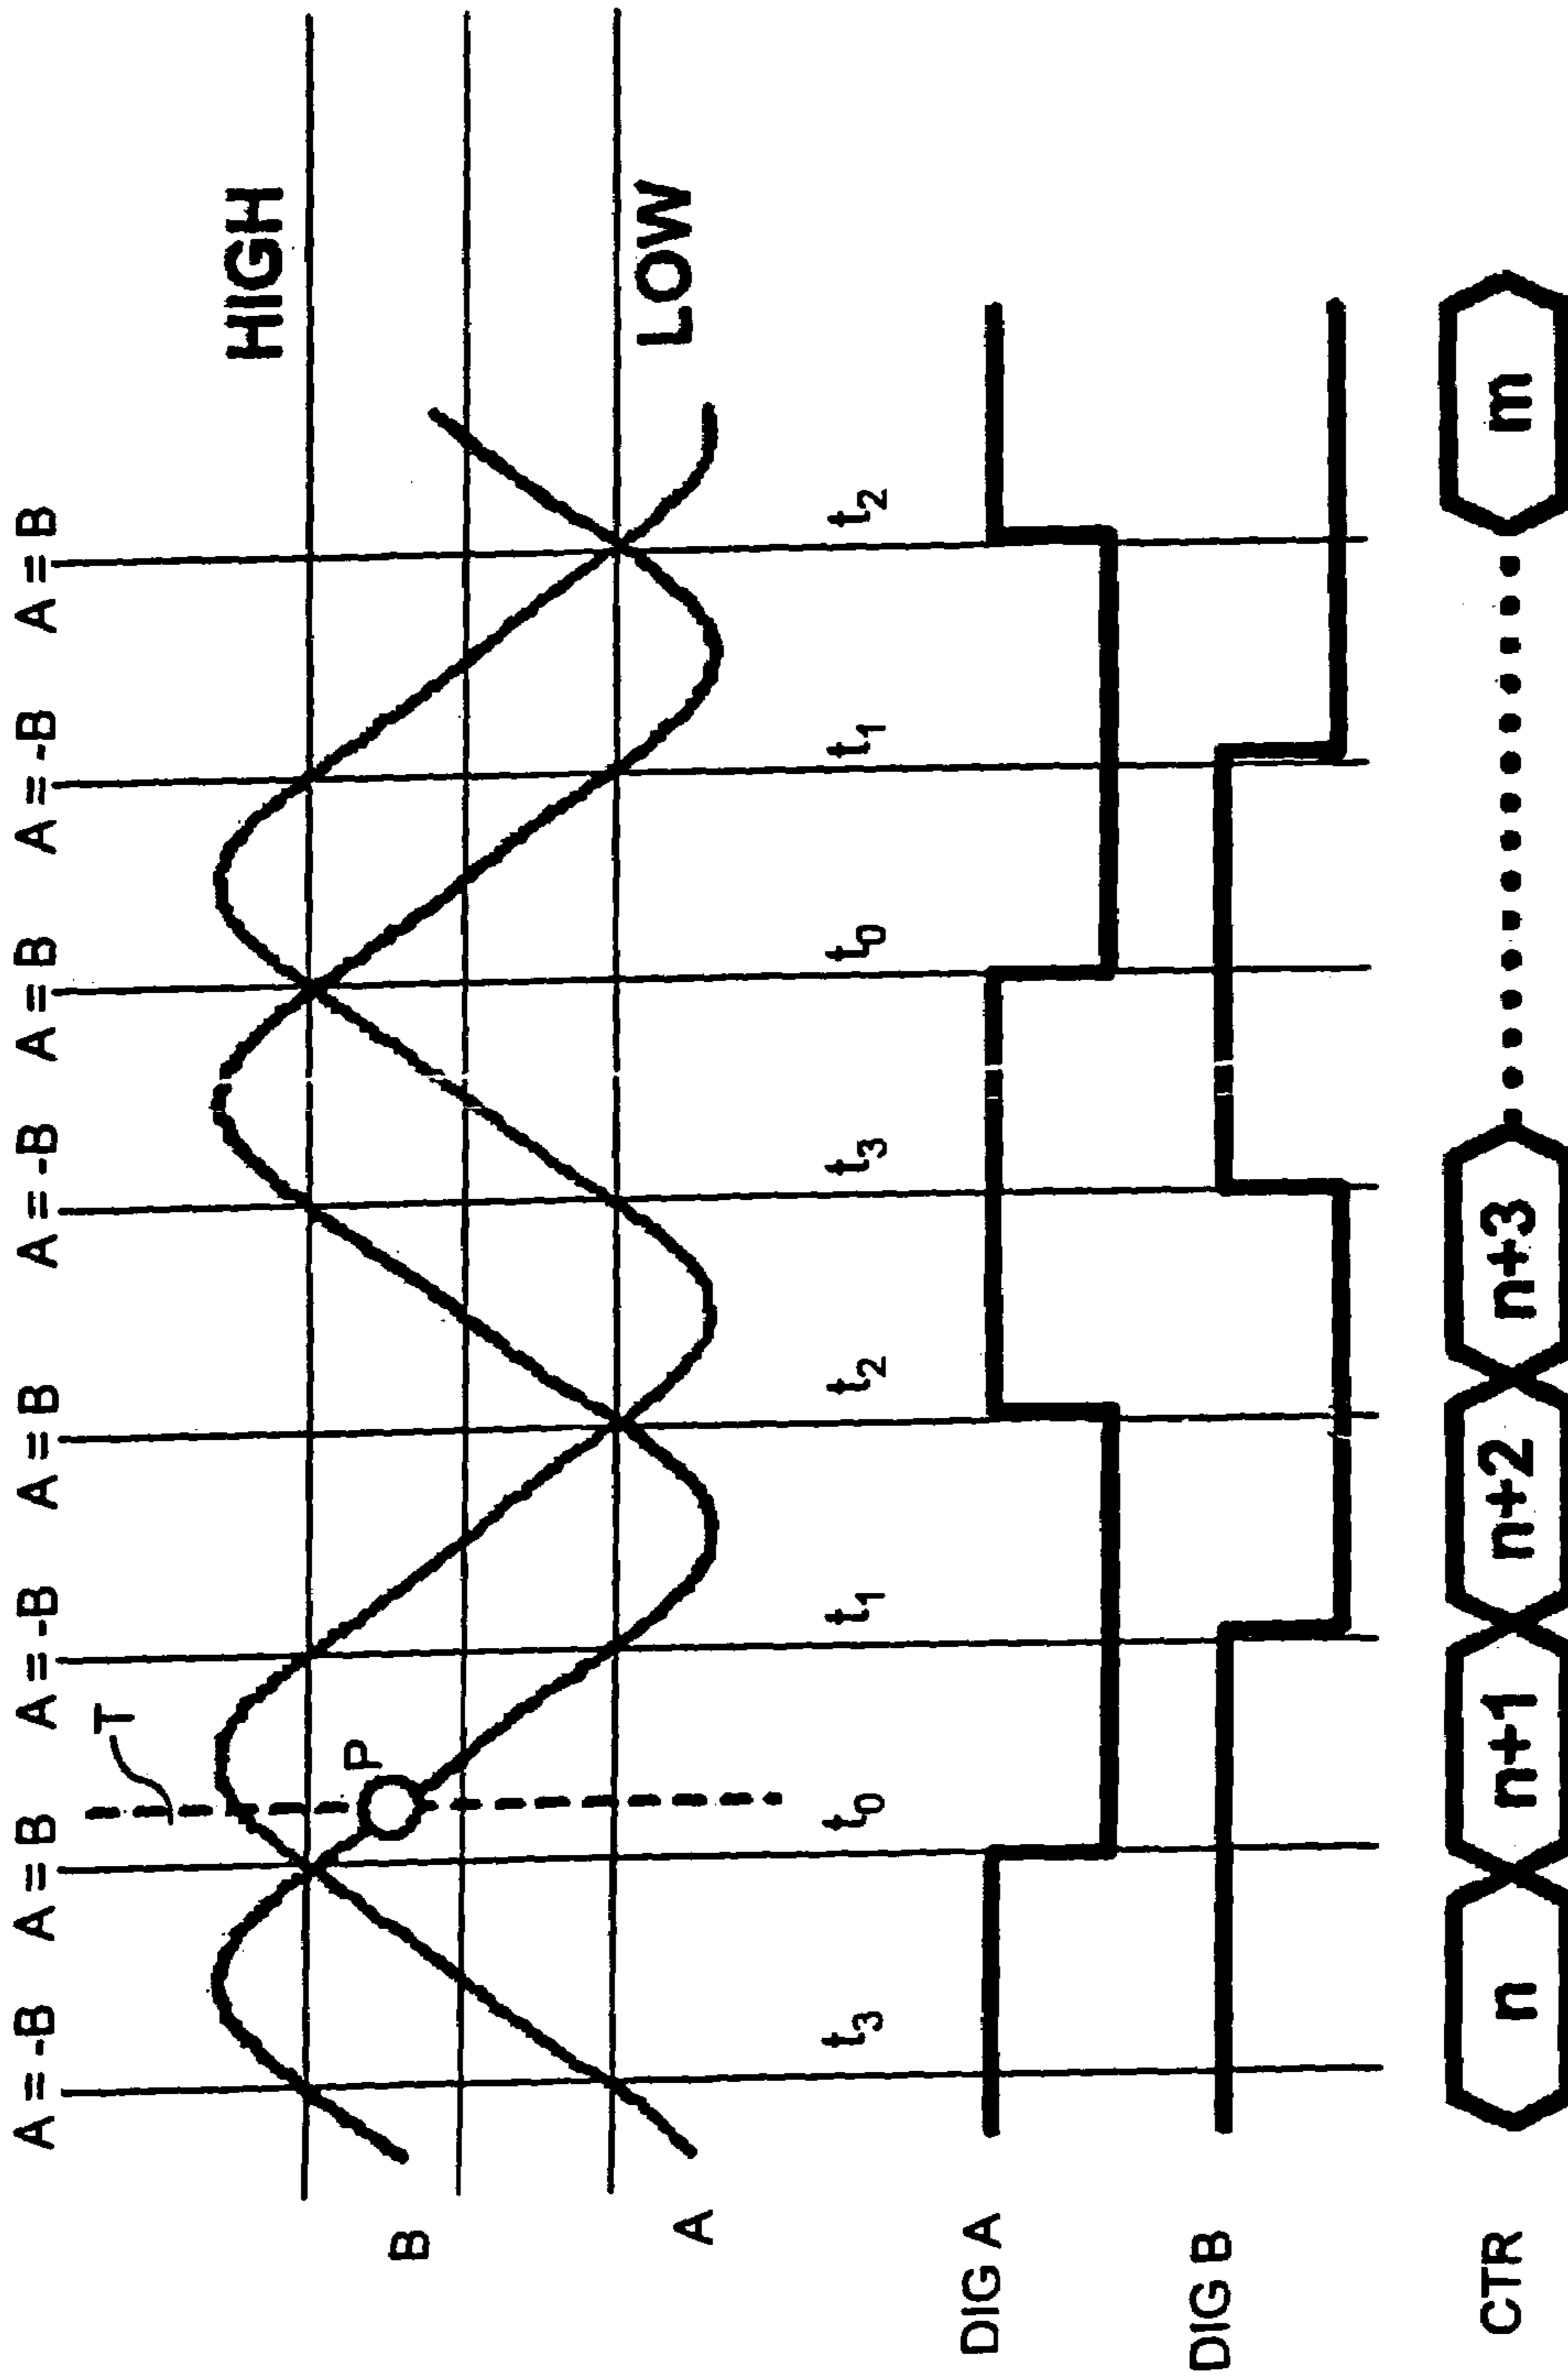 A = -B A = B A = -B A = B A = -B A = B A = -B A = B
T
HIGH
P
B
LOW
A
t3 t0 t1 t2 t3 t0 t1 t2
DIG A
DIG B
CTR n n+1 n+2 n+3 m